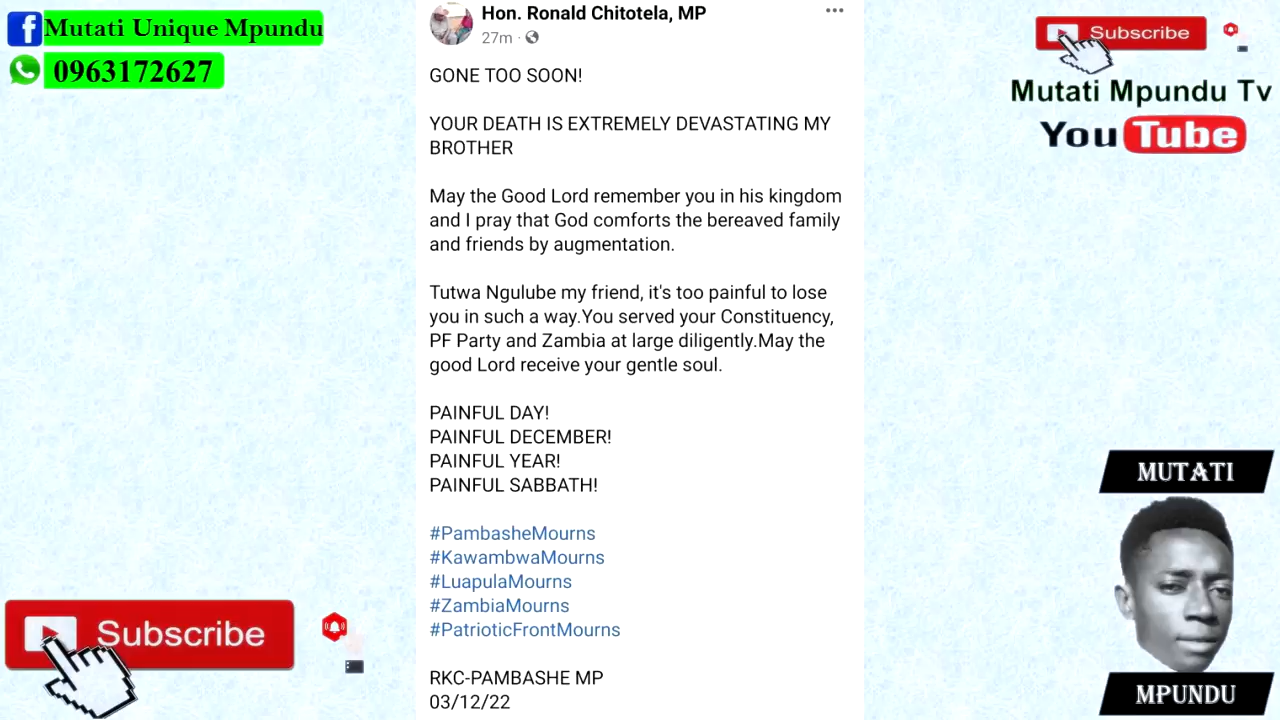 Mutati Unique Mpundu
0963172627
Hon. Ronald Chitotela, MP
27m
GONE TOO SOON!
YOUR DEATH IS EXTREMELY DEVASTATING MY
BROTHER
May the Good Lord remember you in his kingdom
and I pray that God comforts the bereaved family
and friends by augmentation.
Tutwa Ngulube my friend, it's too painful to lose
you in such a way.You served your Constituency,
PF Party and Zambia at large diligently.May the
good Lord receive your gentle soul.
PAINFUL DAY!
PAINFUL DECEMBER!
PAINFUL YEAR!
PAINFUL SABBATH!
#PambasheMourns
#KawambwaMourns
#LuapulaMourns
#ZambiaMourns
#PatrioticFrontMourns
RKC-PAMBASHE MP
03/12/22
Subscribe
Mutati Mpundu Tv
YouTube
Subscribe
MUTATI
MPUNDU